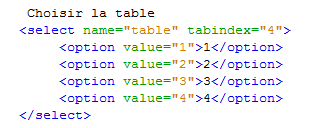 Choisir la table
<select name="table" tabindex="4">
<option value="1">1</option>
<option value="2">2</option>
<option value="3">3</option>
<option value="4">4</option>
</select>